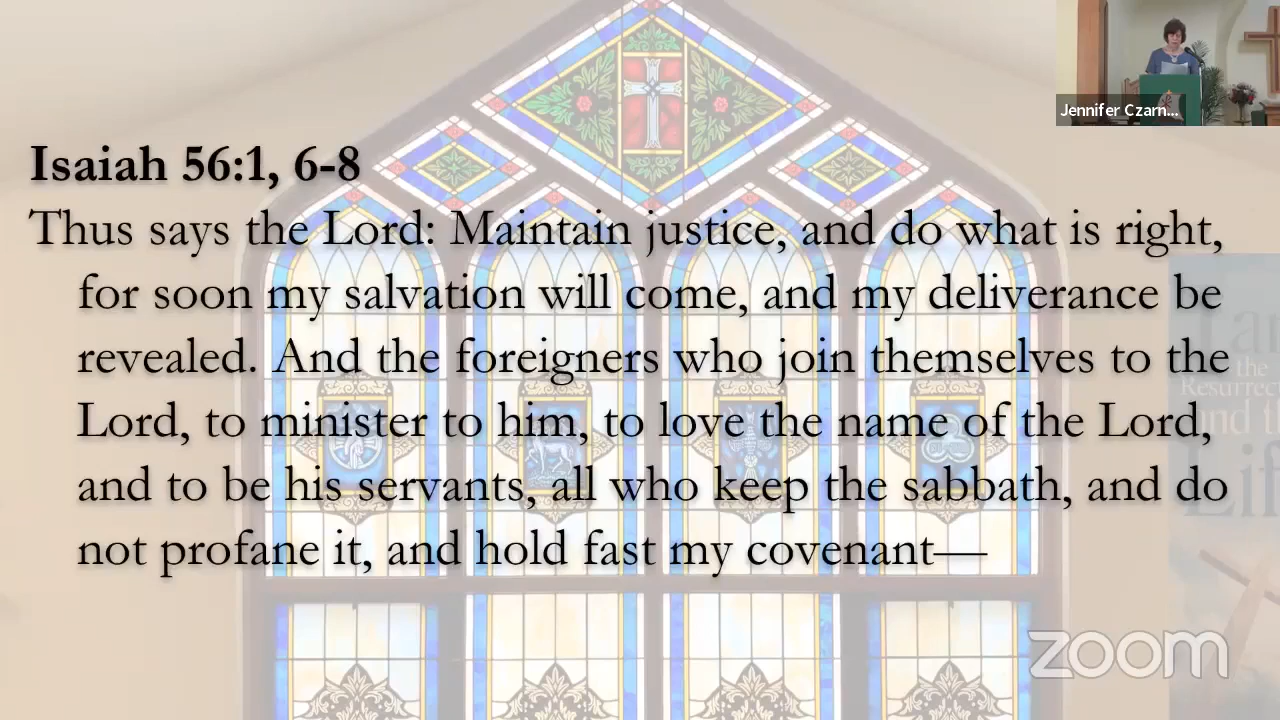 Jennifer Czarn...
Isaiah 56:1, 6-8
Thus says the Lord: Maintain justice, and do what is right,
for soon my salvation will come, and my deliverance be
revealed. And the foreigners who join themselves to the
Lord, to minister to him, to love the name of the Lord,
and to be his servants, all who keep the sabbath, and do
not profane it, and hold fast my covenant—
the
and
zoom